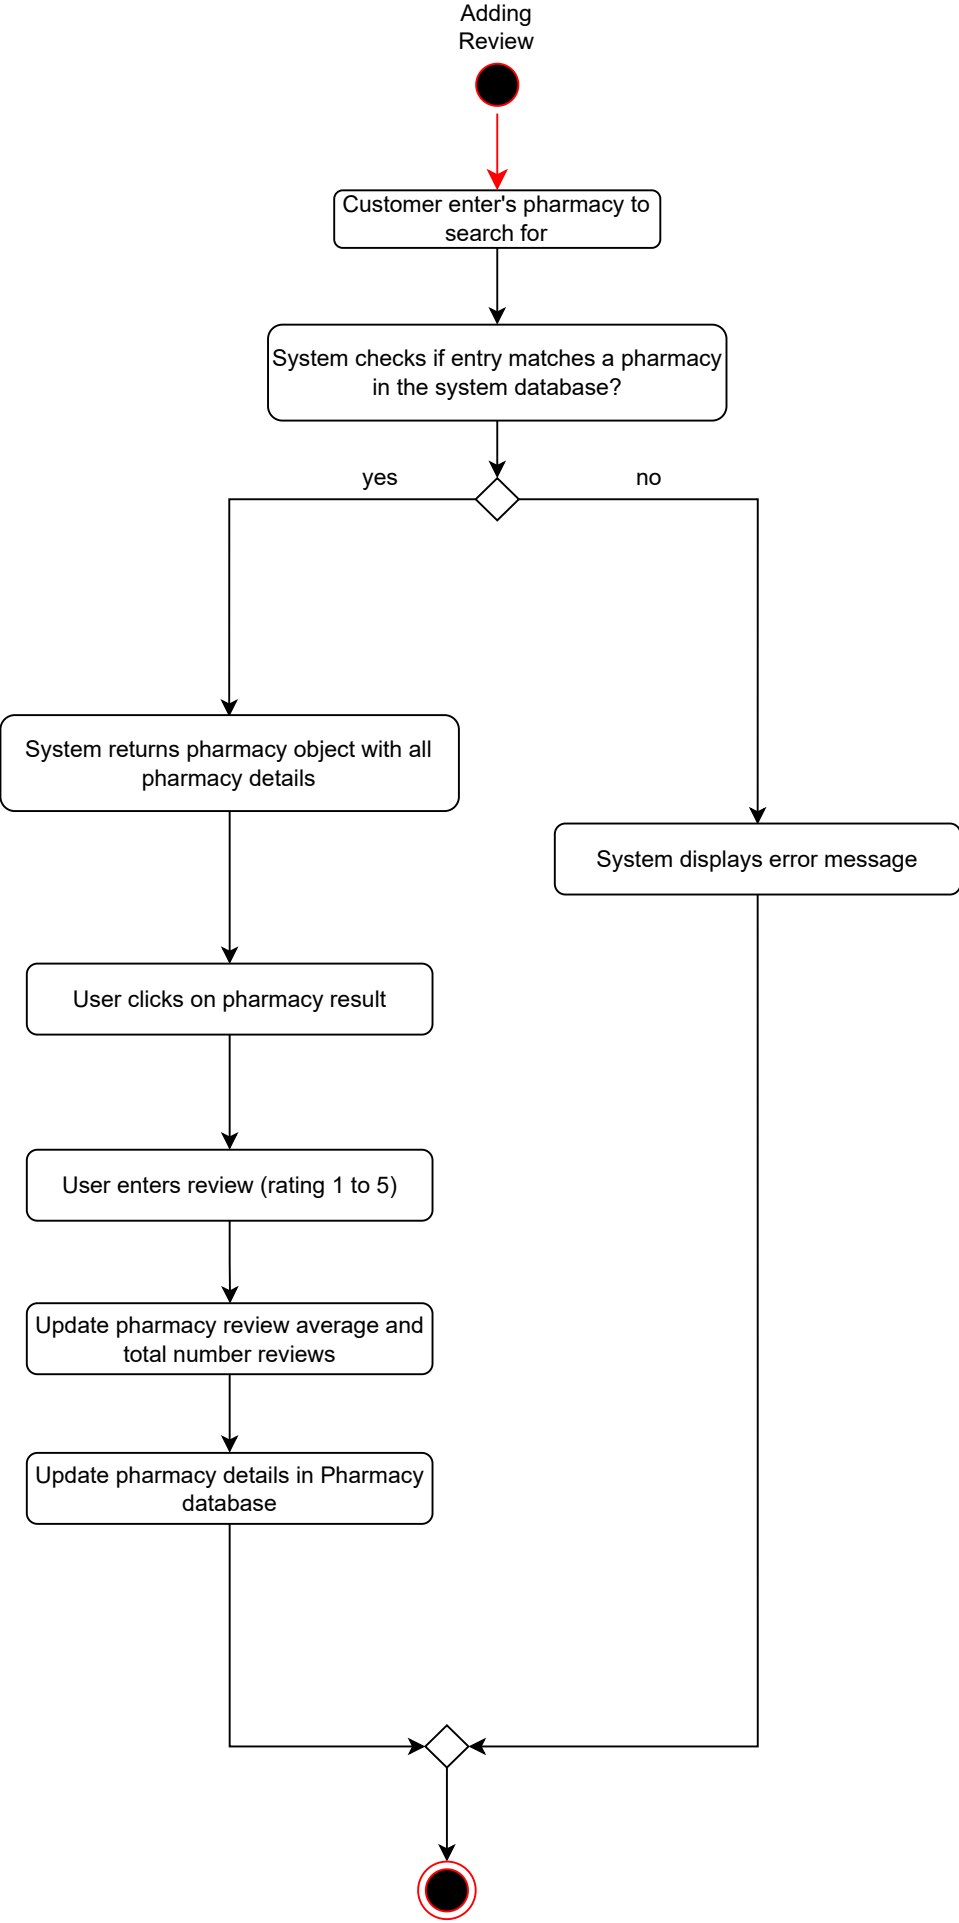 Adding
Review
Customer enter's pharmacy to
search for
System checks if entry matches a pharmacy
in the system database?
yes
no
System returns pharmacy object with all
pharmacy details
System displays error message
User clicks on pharmacy result
User enters review (rating 1 to 5)
Update pharmacy review average and
total number reviews
Update pharmacy details in Pharmacy
database